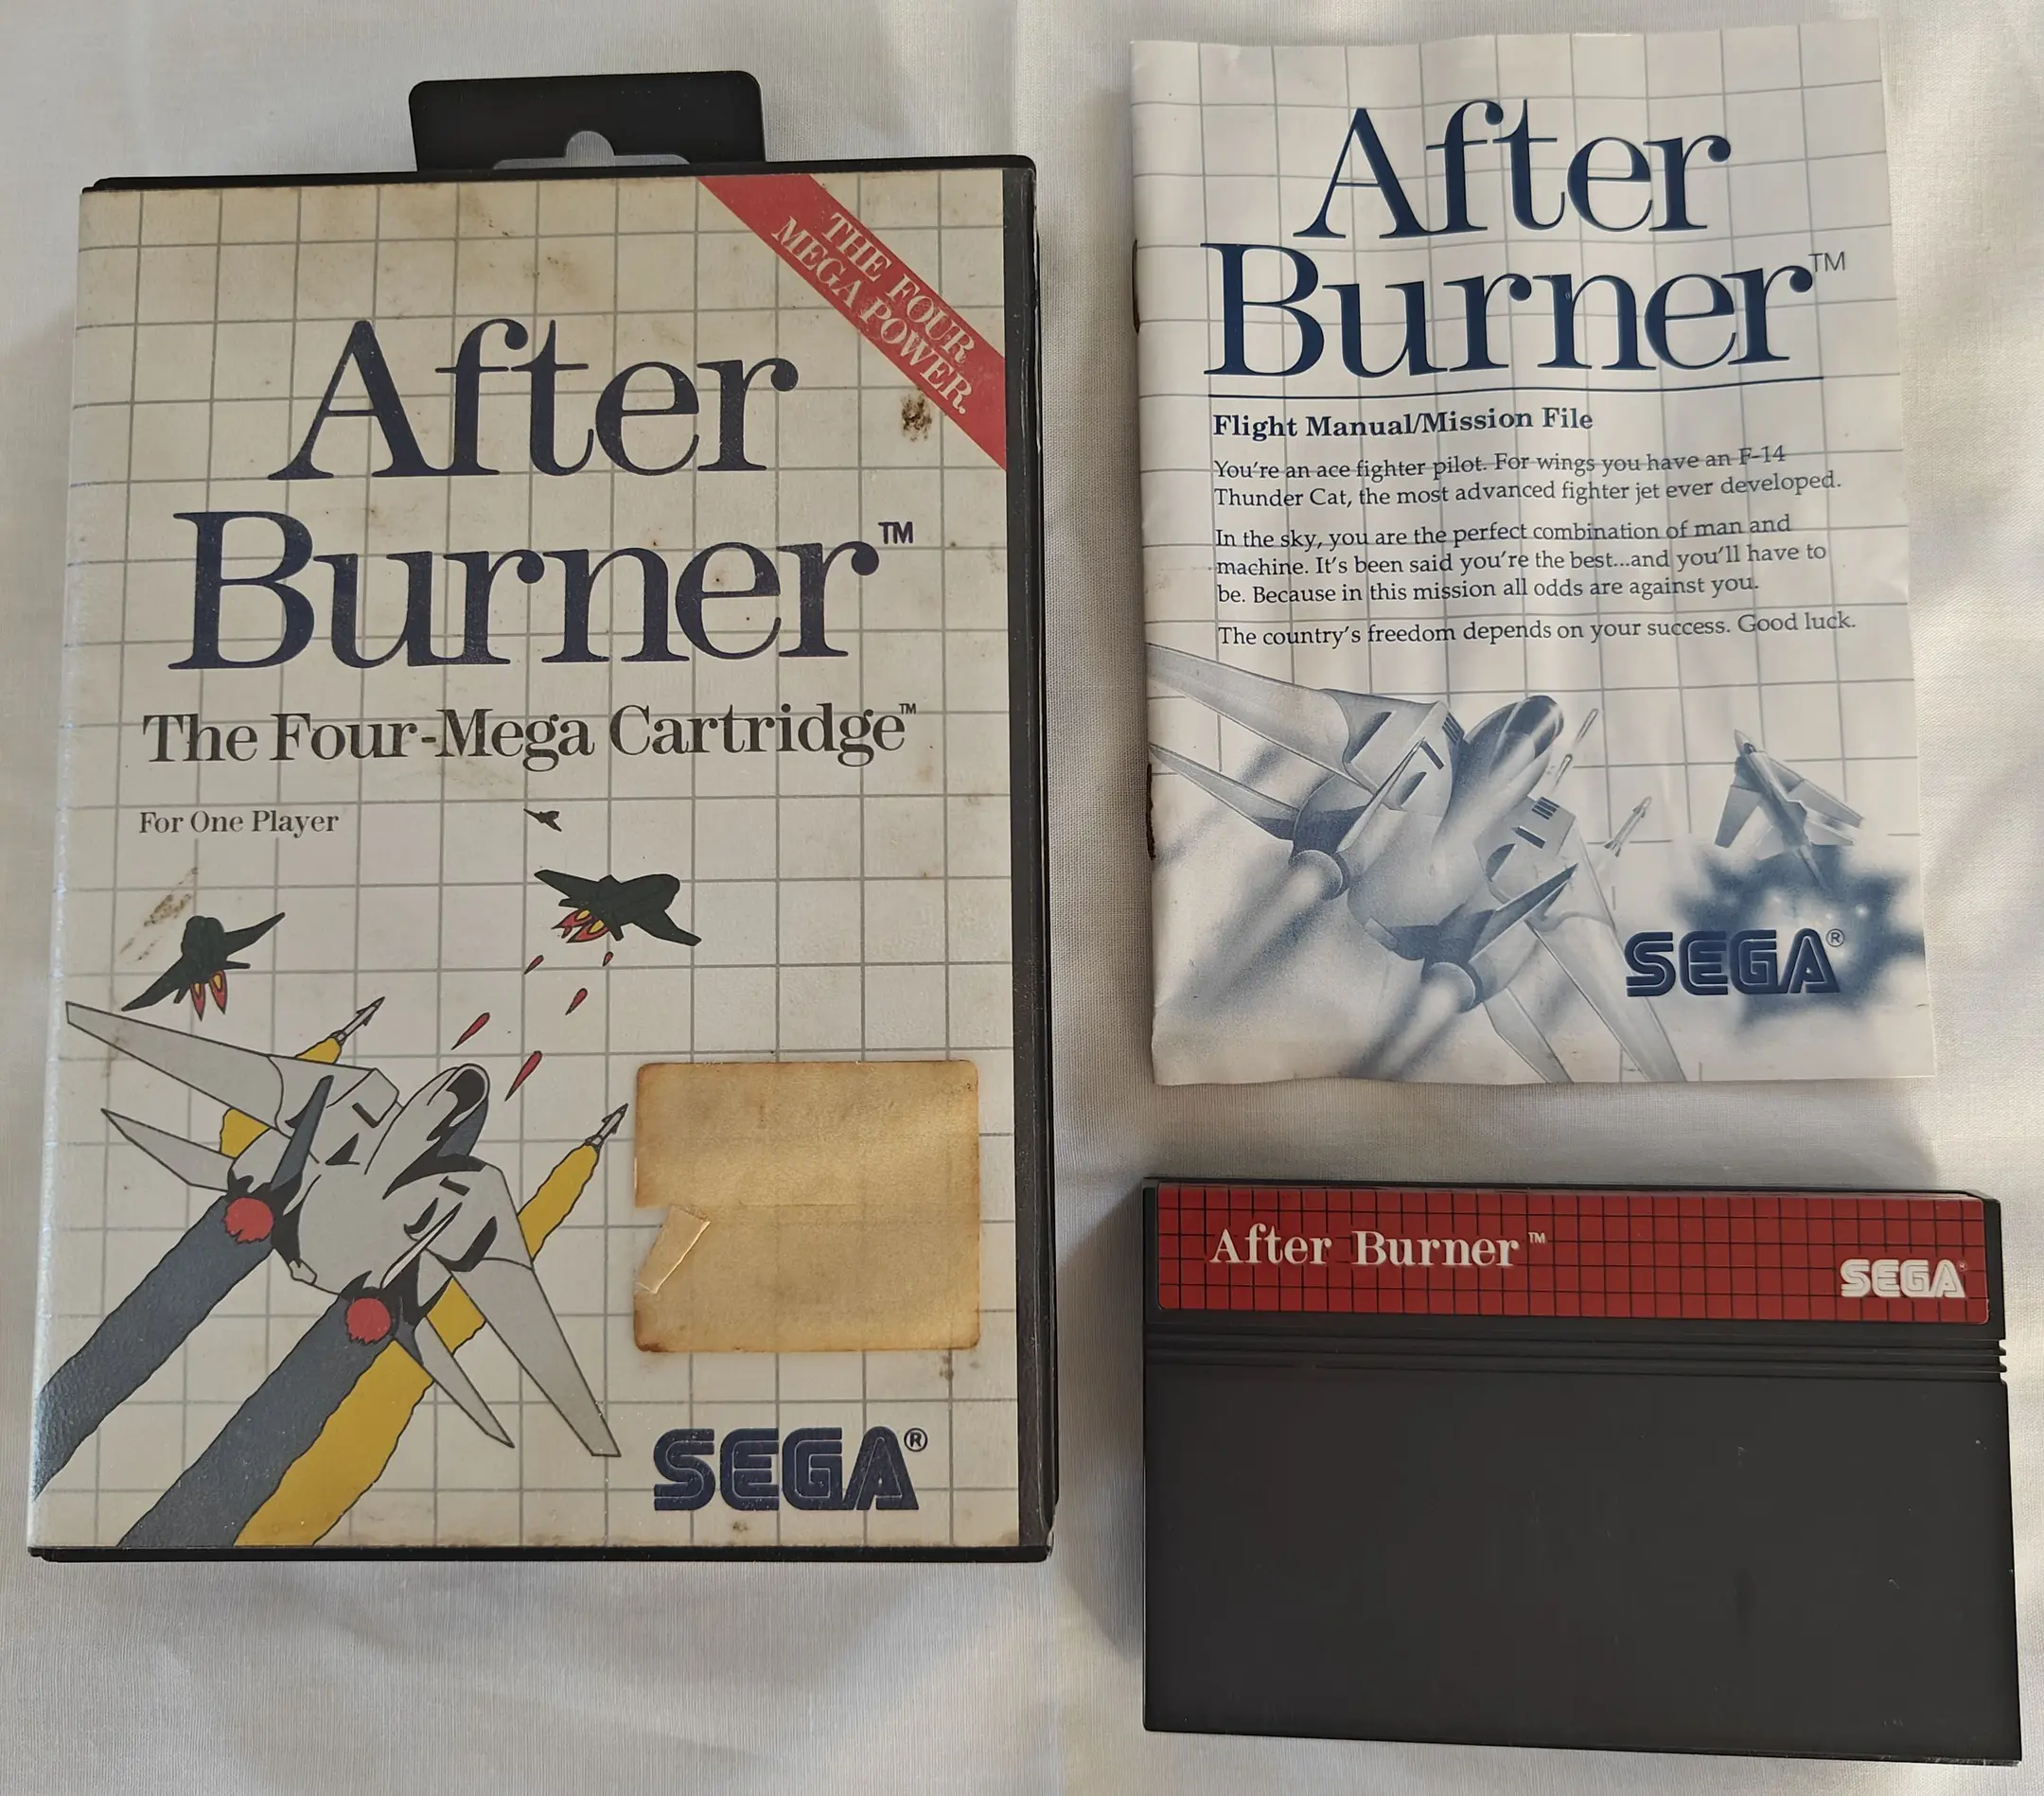 THE FOUR
MEGA POWER.
After
Burner™
The Four-Mega Cartridge™
For One Player
SEGA®
After
Burner™
Flight Manual/Mission File
You're an ace fighter pilot. For wings you have an F-14
Thunder Cat, the most advanced fighter jet ever developed.
In the sky, you are the perfect combination of man and
machine. It's been said you're the best...and you'll have to
be. Because in this mission all odds are against you.
The country's freedom depends on your success. Good luck.
SEGA®
After Burner™
SEGA®